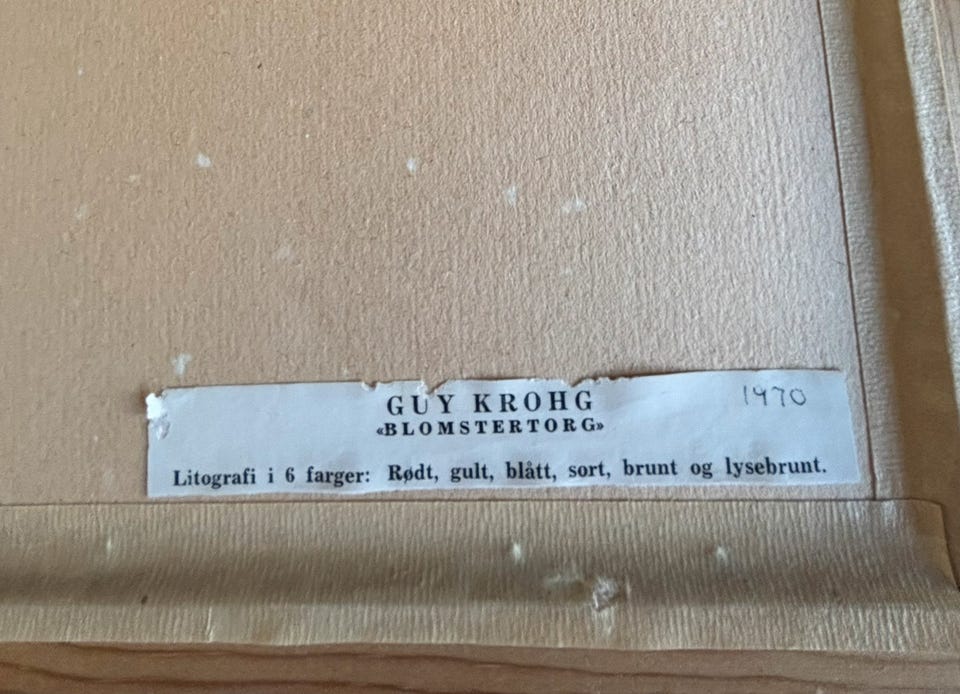 GUY KROHG
1970
«BLOMSTERTORG»
Litografi i 6 farger: Rødt, gult, blått, sort, brunt og lysebrunt.